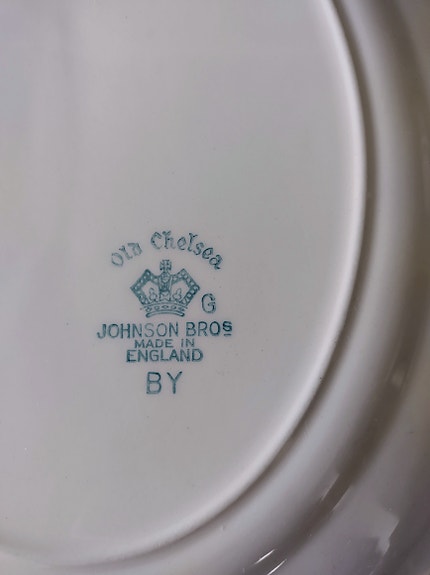 Old Chelsea
G
JOHNSON BROS
MADE IN
ENGLAND
BY